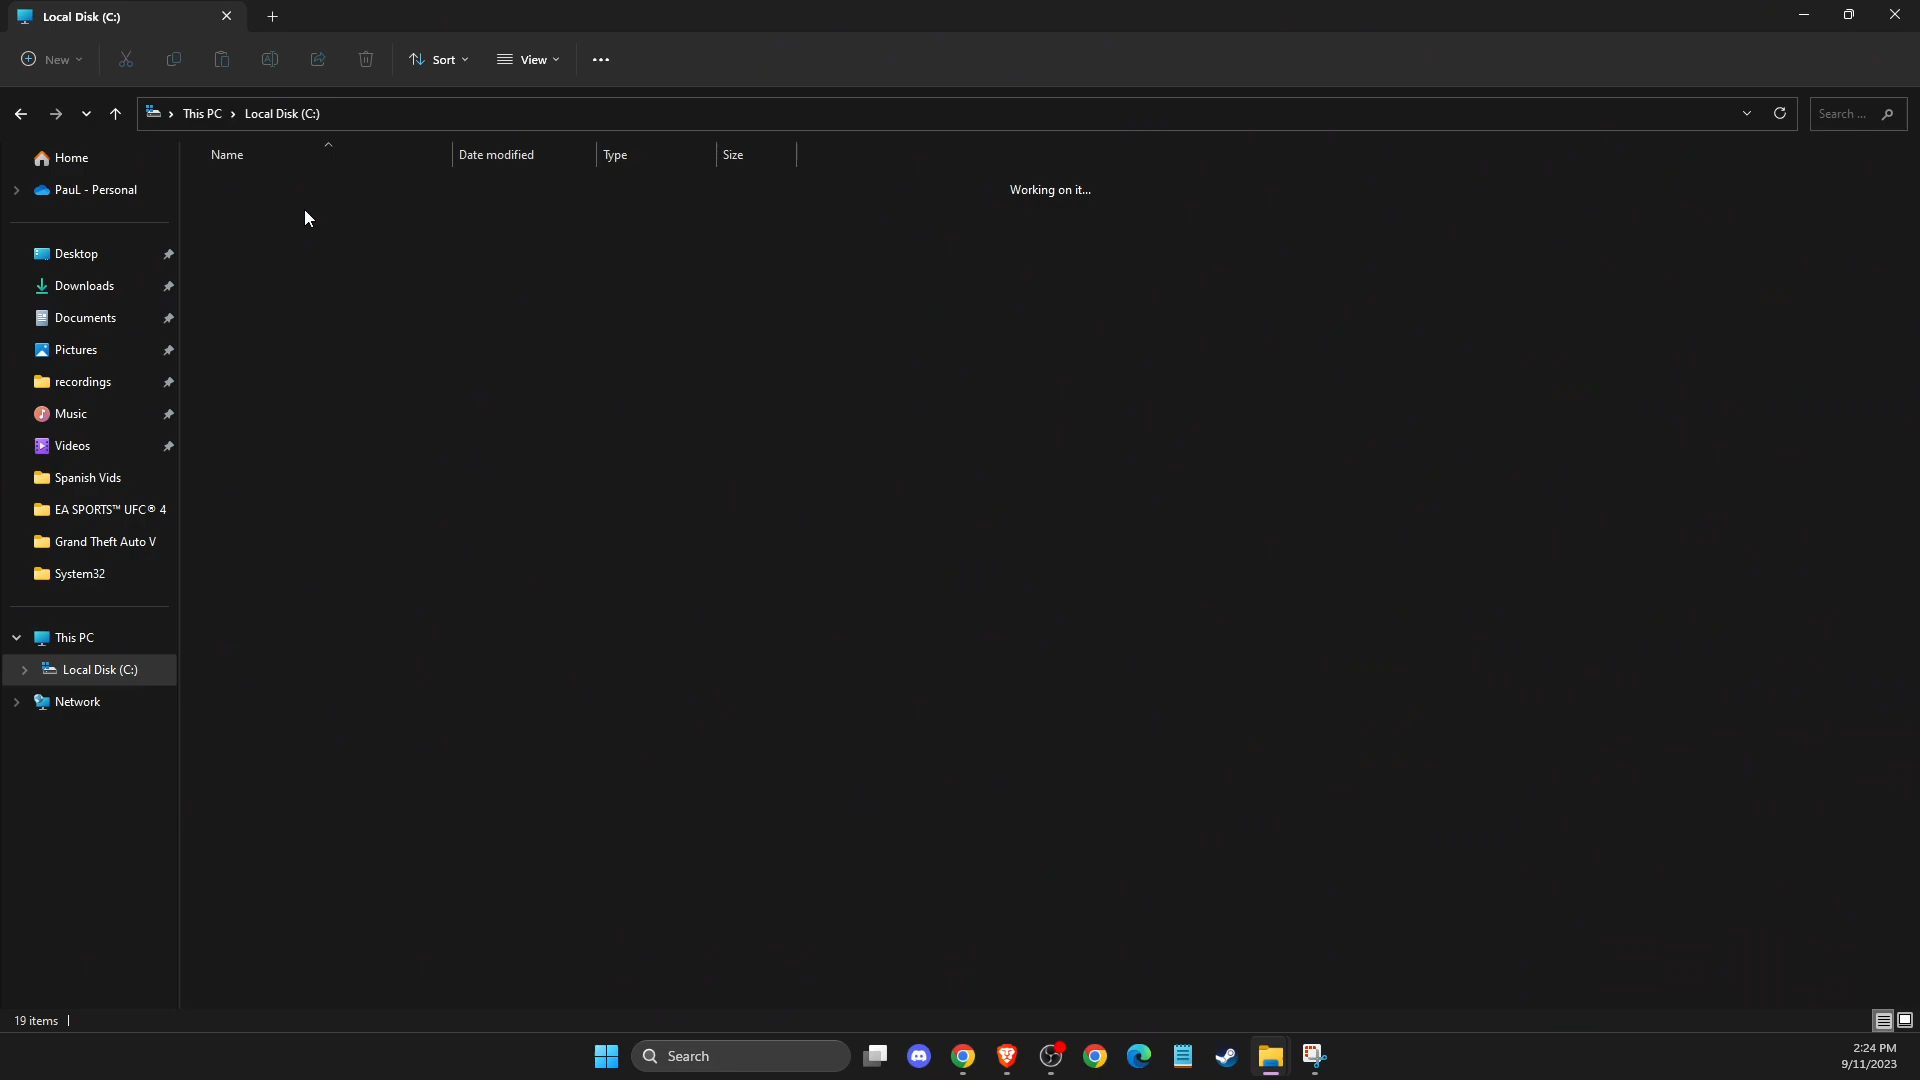 Local Disk (C:)
New
Sort
View
This PC > Local Disk (C:)
Search ...
Name
Date modified
Type
Size
Working on it...
Home
PauL - Personal
Desktop
Downloads
Documents
Pictures
recordings
Music
Videos
Spanish Vids
EA SPORTS™ UFC® 4
Grand Theft Auto V
System32
This PC
Local Disk (C:)
Network
19 items
Search
2:24 PM
9/11/2023